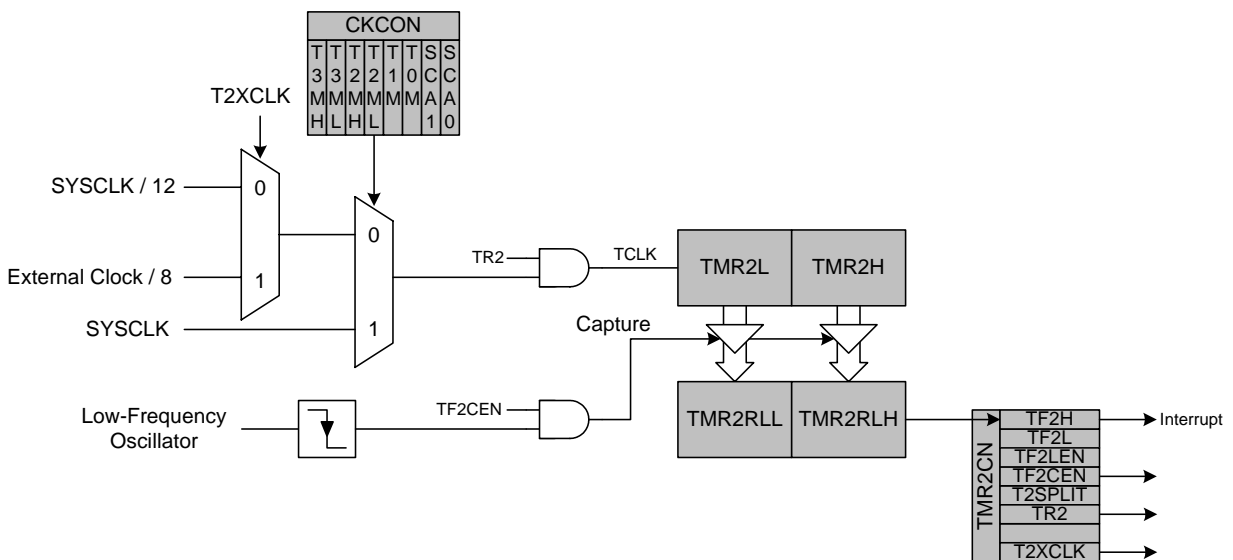 CKCON
T3MH
T3ML
T2MH
T2ML
T1M
T0M
SCA1
SCA0
T2XCLK
SYSCLK / 12
0
External Clock / 8
1
SYSCLK
0
1
TR2
TCLK
TMR2L
TMR2H
Capture
Low-Frequency
Oscillator
TF2CEN
TMR2RLL
TMR2RLH
TMR2CN
TF2H
TF2L
TF2LEN
TF2CEN
T2SPLIT
TR2
T2XCLK
Interrupt